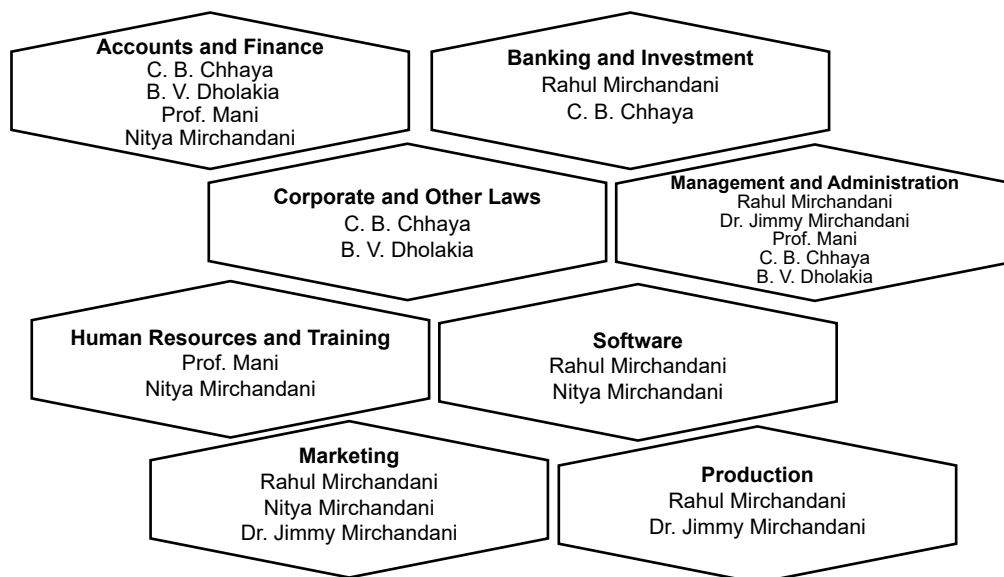 Accounts and Finance
C. B. Chhaya
B. V. Dholakia
Prof. Mani
Nitya Mirchandani
Banking and Investment
Rahul Mirchandani
C. B. Chhaya
Corporate and Other Laws
C. B. Chhaya
B. V. Dholakia
Management and Administration
Rahul Mirchandani
Dr. Jimmy Mirchandani
Prof. Mani
C. B. Chhaya
B. V. Dholakia
Human Resources and Training
Prof. Mani
Nitya Mirchandani
Software
Rahul Mirchandani
Nitya Mirchandani
Marketing
Rahul Mirchandani
Nitya Mirchandani
Dr. Jimmy Mirchandani
Production
Rahul Mirchandani
Dr. Jimmy Mirchandani